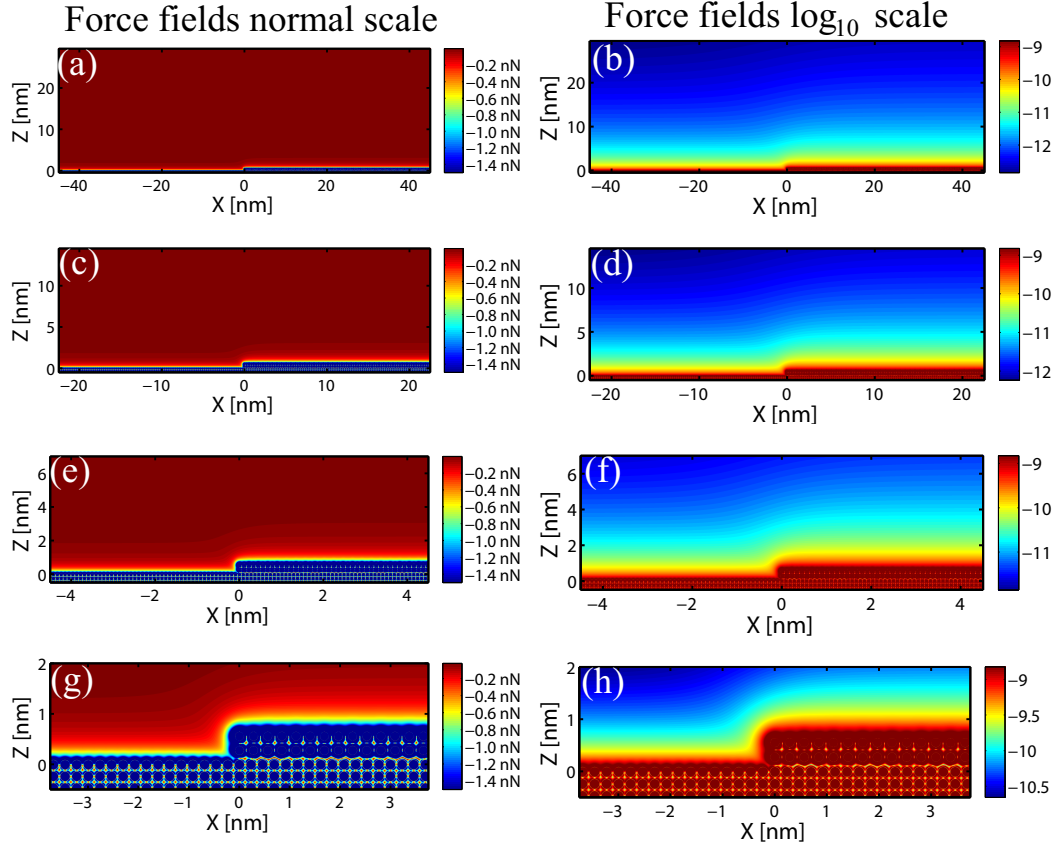 Force fields normal scale
Force fields log10 scale
(a)
Z [nm]
20
10
0
−40 −20 0 20 40
X [nm]
−0.2 nN
−0.4 nN
−0.6 nN
−0.8 nN
−1.0 nN
−1.2 nN
−1.4 nN
(b)
Z [nm]
20
10
0
−40 −20 0 20 40
X [nm]
−9
−10
−11
−12
(c)
Z [nm]
10
5
0
−20 −10 0 10 20
X [nm]
−0.2 nN
−0.4 nN
−0.6 nN
−0.8 nN
−1.0 nN
−1.2 nN
−1.4 nN
(d)
Z [nm]
10
5
0
−20 −10 0 10 20
X [nm]
−9
−10
−11
−12
(e)
Z [nm]
6
4
2
0
−4 −2 0 2 4
X [nm]
−0.2 nN
−0.4 nN
−0.6 nN
−0.8 nN
−1.0 nN
−1.2 nN
−1.4 nN
(f)
Z [nm]
6
4
2
0
−4 −2 0 2 4
X [nm]
−9
−10
−11
(g)
Z [nm]
2
1
0
−3 −2 −1 0 1 2 3
X [nm]
−0.2 nN
−0.4 nN
−0.6 nN
−0.8 nN
−1.0 nN
−1.2 nN
−1.4 nN
(h)
Z [nm]
2
1
0
−3 −2 −1 0 1 2 3
X [nm]
−9
−9.5
−10
−10.5